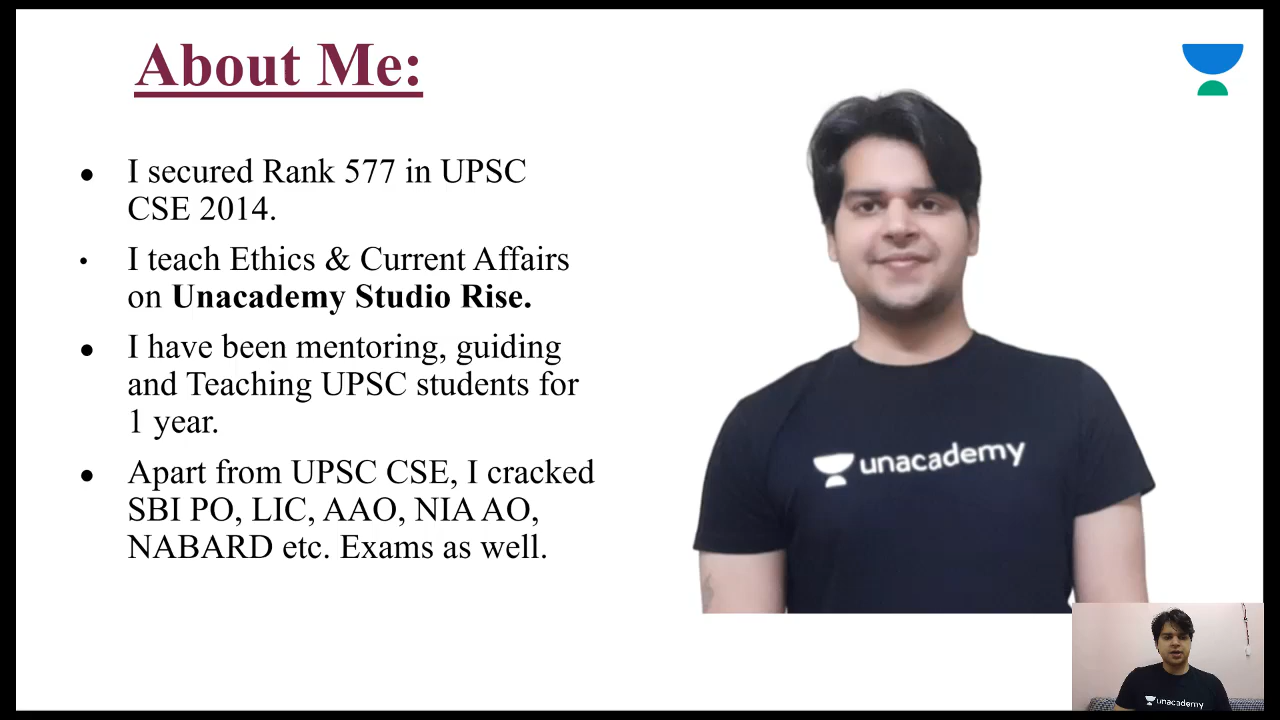 About Me:
● I secured Rank 577 in UPSC
CSE 2014.
• I teach Ethics & Current Affairs
on Unacademy Studio Rise.
● I have been mentoring, guiding
and Teaching UPSC students for
1 year.
● Apart from UPSC CSE, I cracked
SBI PO, LIC, AAO, NIA AO,
NABARD etc. Exams as well.
unacademy
unacademy